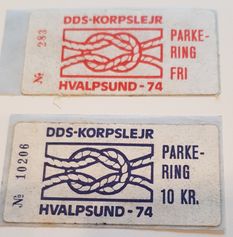 DDS-KORPSLEJR
№ 283
PARKE-
RING
FRI
HVALPSUND-74
DDS-KORPSLEJR
№ 10206
PARKE-
RING
10 KR.
HVALPSUND-74